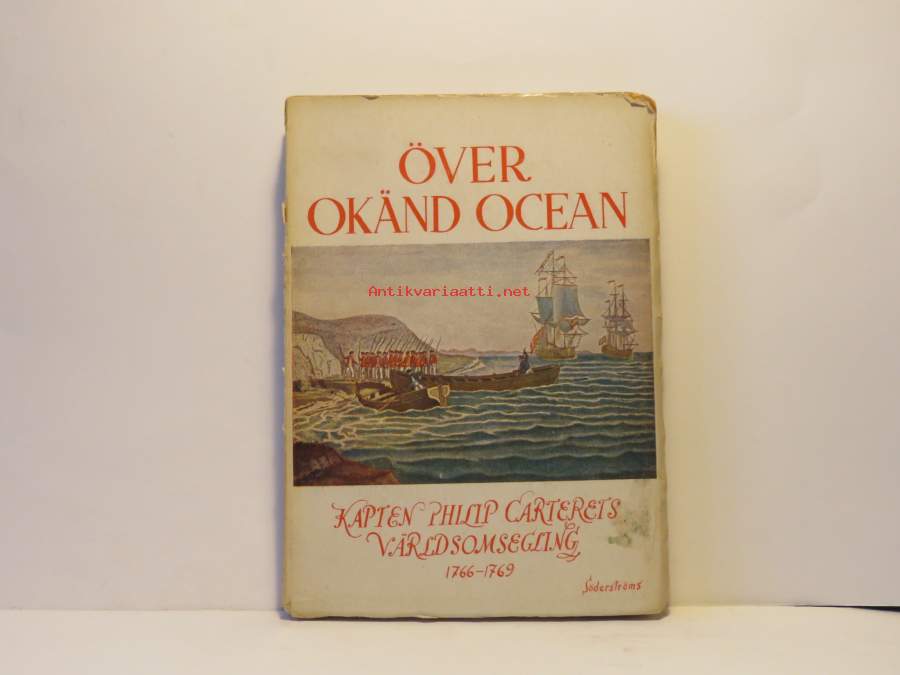 ÖVER
OKÄND OCEAN
Antikvariaatti.net
KAPTEN PHILIP CARTERETS
VÄRLDSOMSEGLING
1766-1769
Söderströms